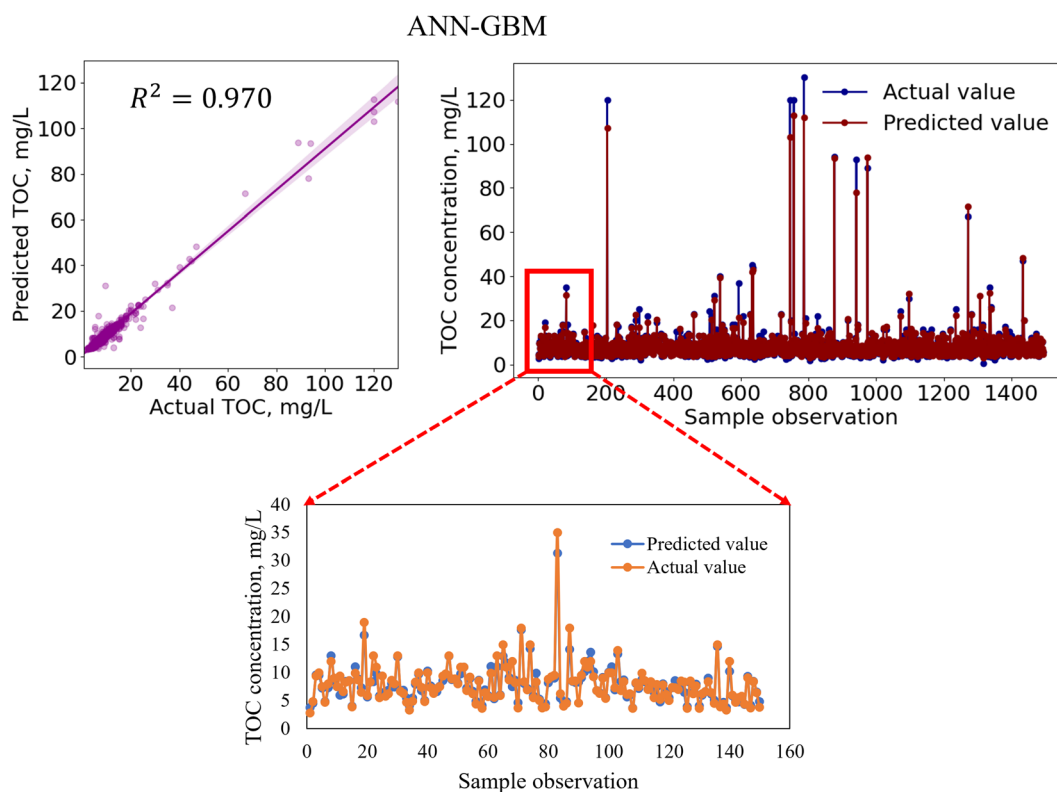 ANN-GBM
R² = 0.970
Predicted TOC, mg/L
120
100
80
60
40
20
0
20 40 60 80 100 120
Actual TOC, mg/L
Actual value
Predicted value
TOC concentration, mg/L
120
100
80
60
40
20
0
0 200 400 600 800 1000 1200 1400
Sample observation
TOC concentration, mg/L
40
35
30
25
20
15
10
5
0
Predicted value
Actual value
0 20 40 60 80 100 120 140 160
Sample observation